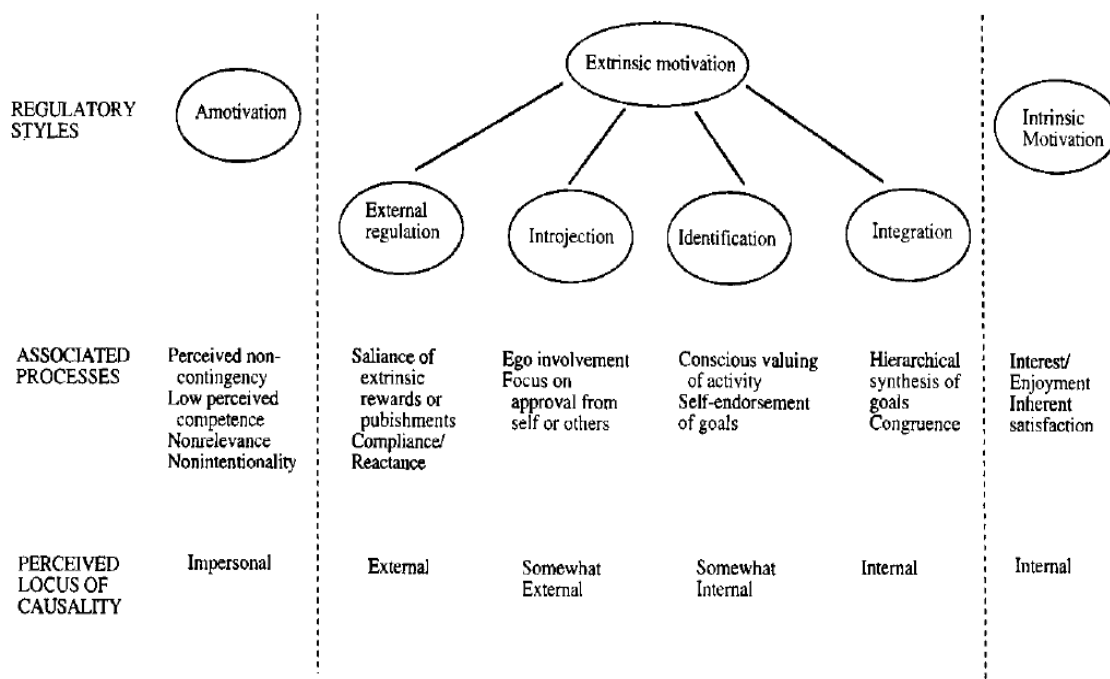 Extrinsic motivation
REGULATORY
STYLES
Amotivation
Intrinsic
Motivation
External
regulation
Introjection
Identification
Integration
ASSOCIATED
PROCESSES
Perceived non-
contingency
Low perceived
competence
Nonrelevance
Nonintentionality
Saliance of
extrinsic
rewards or
pubishments
Compliance/
Reactance
Ego involvement
Focus on
approval from
self or others
Conscious valuing
of activity
Self-endorsement
of goals
Hierarchical
synthesis of
goals
Congruence
Interest/
Enjoyment
Inherent
satisfaction
PERCEIVED
LOCUS OF
CAUSALITY
Impersonal
External
Somewhat
External
Somewhat
Internal
Internal
Internal